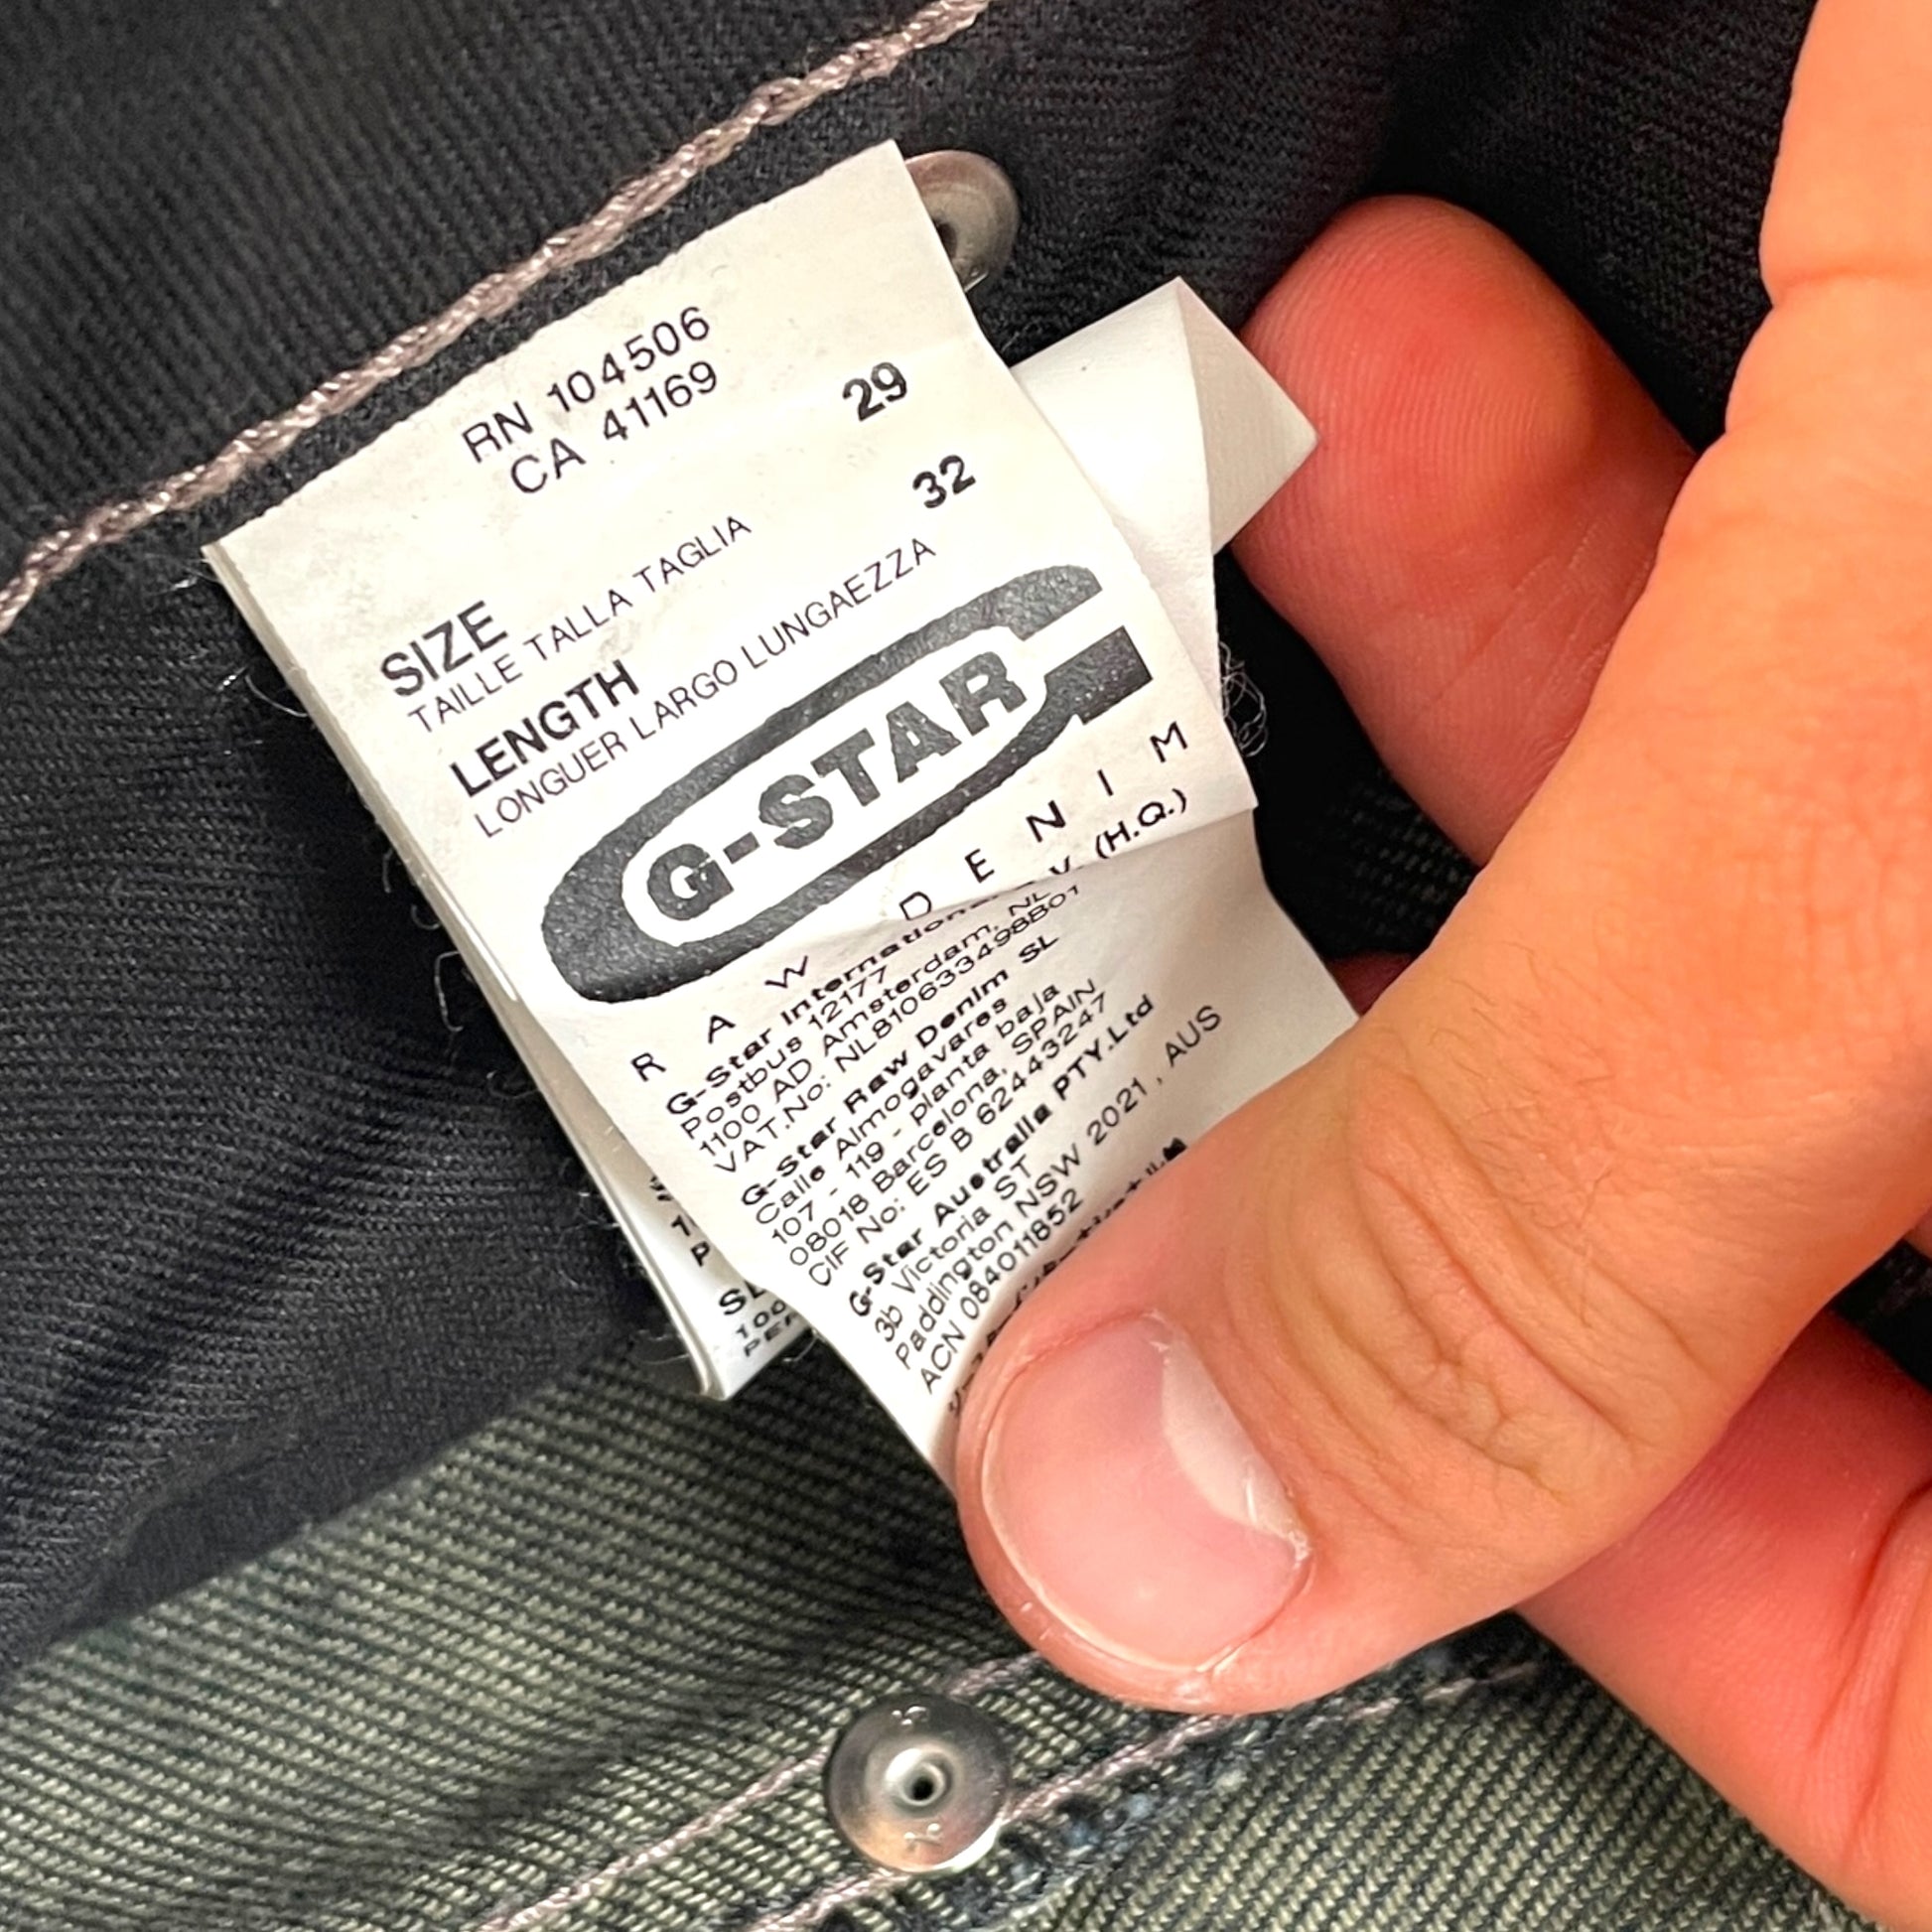 RN 104506
CA 41169
SIZE 29
TAILLE TALLA TAGLIA
LENGTH 32
LONGUER LARGO LUNGAEZZA
G-STAR
RAW DENIM
G-Star International V. (H.Q.)
Postbus 12177
1100 AD Amsterdam, NL
VAT.No: NL810633498B01
G-Star Raw Denim SL
Calle Almogavares
107 - 119 - planta baja
08018 Barcelona, SPAIN
CIF No: ES B 62443247
G-Star Australia PTY.Ltd
3b Victoria ST
Paddington NSW 2021, AUS
ACN 084011852